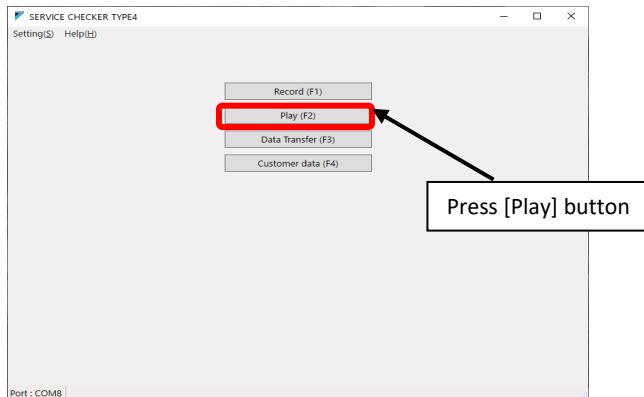 SERVICE CHECKER TYPE4
Setting(S) Help(H)
Record (F1)
Play (F2)
Data Transfer (F3)
Customer data (F4)
Press [Play] button
Port : COM8